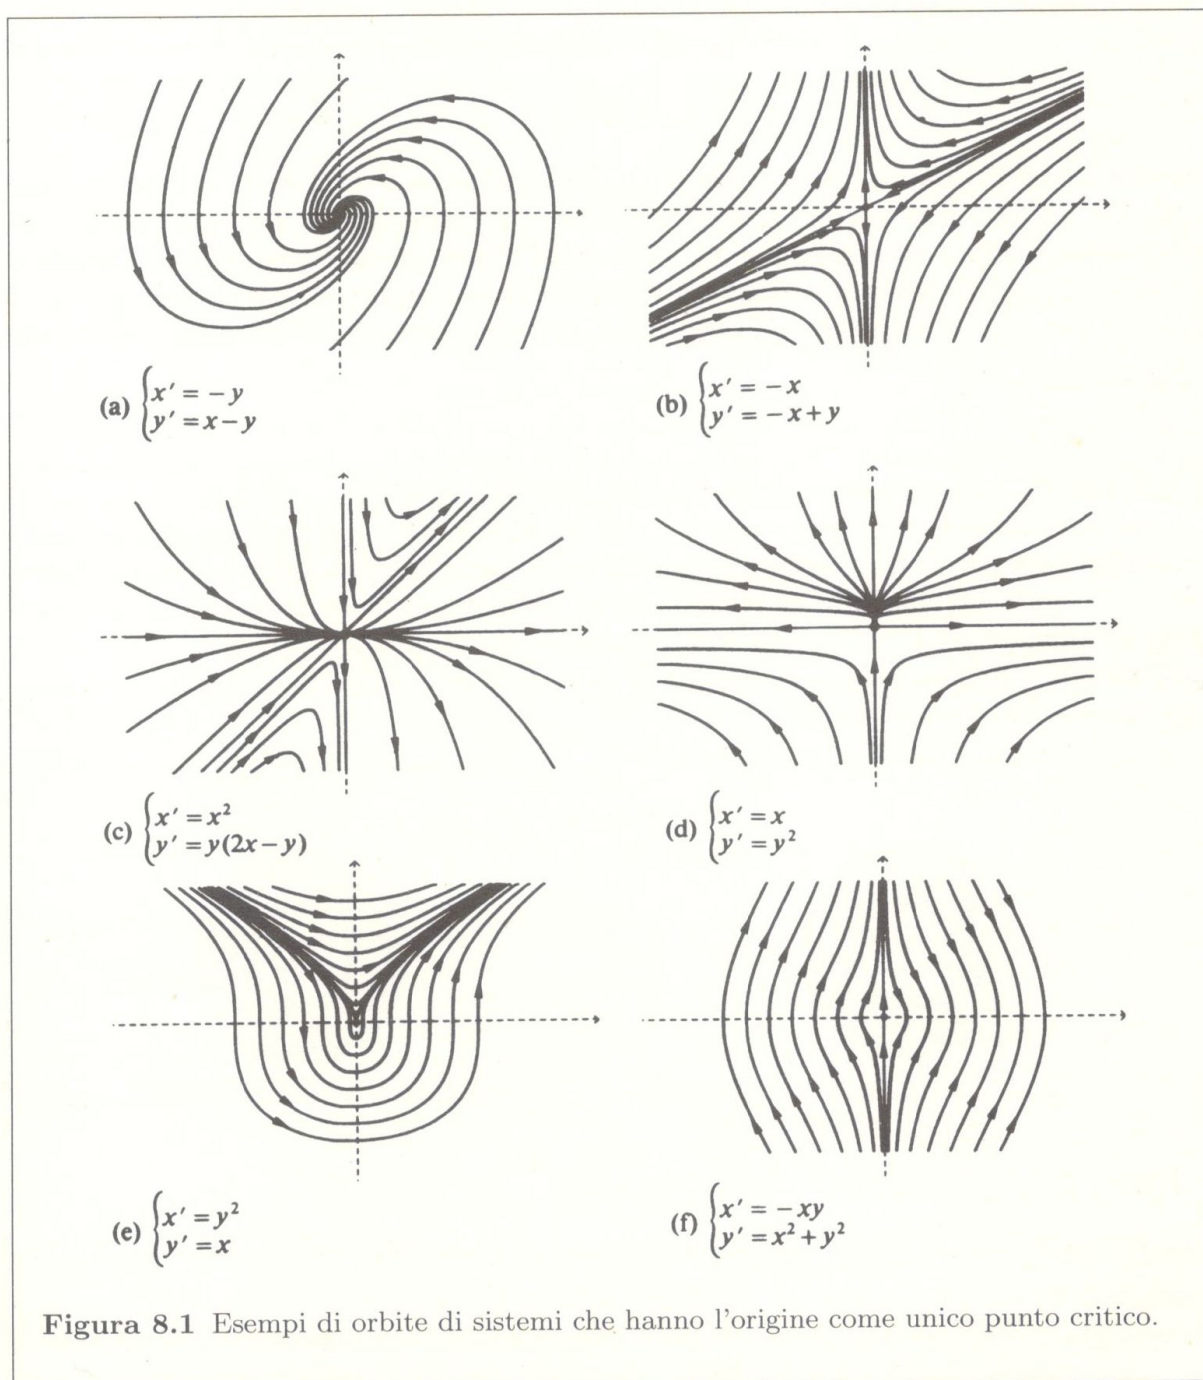 (a) { x′ = −y
y′ = x−y
(b) { x′ = −x
y′ = −x+y
(c) { x′ = x²
y′ = y(2x−y)
(d) { x′ = x
y′ = y²
(e) { x′ = y²
y′ = x
(f) { x′ = −xy
y′ = x²+y²
Figura 8.1 Esempi di orbite di sistemi che hanno l'origine come unico punto critico.